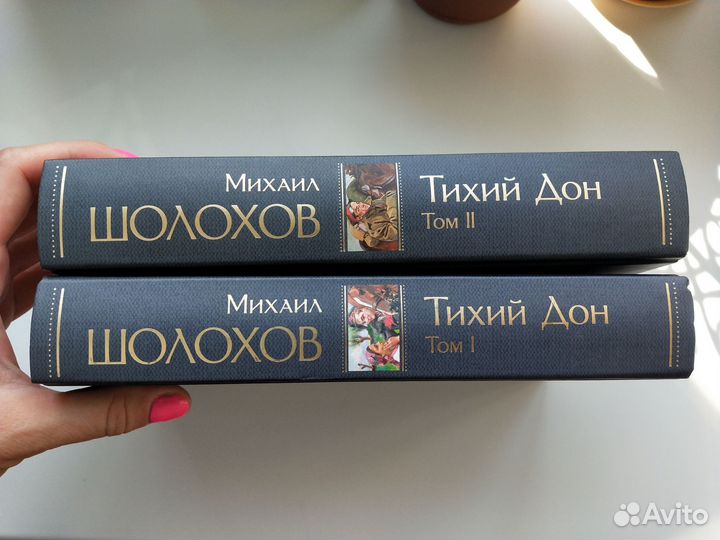 Михаил
ШОЛОХОВ
Тихий Дон
Том II
Михаил
ШОЛОХОВ
Тихий Дон
Том I
Avito